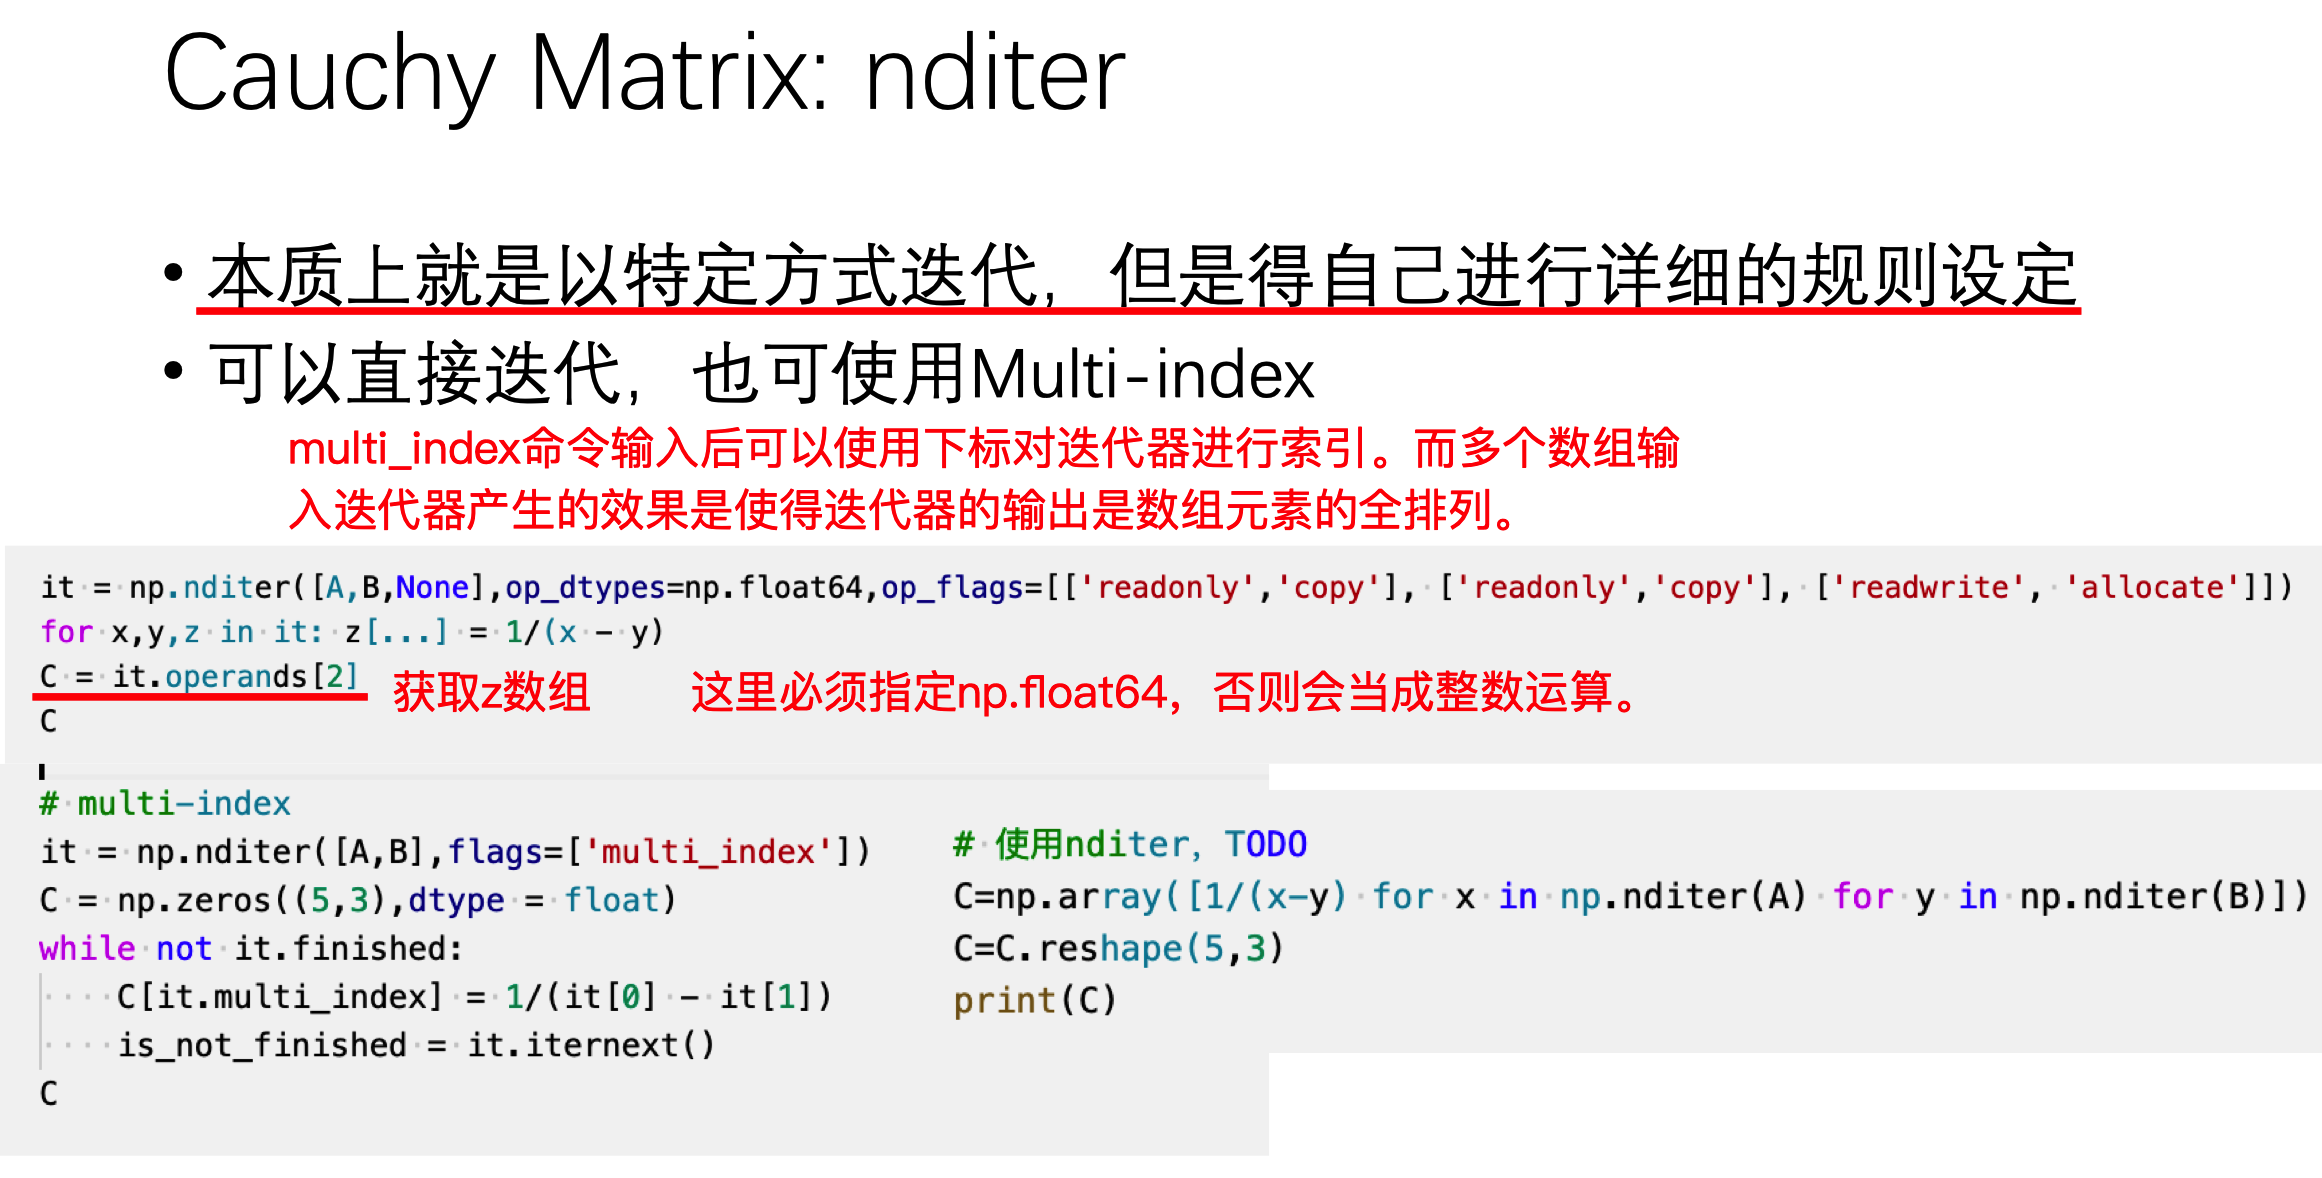 Cauchy Matrix: nditer
• 本质上就是以特定方式迭代，但是得自己进行详细的规则设定
• 可以直接迭代，也可使用Multi-index
multi_index命令输入后可以使用下标对迭代器进行索引。而多个数组输
入迭代器产生的效果是使得迭代器的输出是数组元素的全排列。
it = np.nditer([A,B,None],op_dtypes=np.float64,op_flags=[['readonly','copy'], ['readonly','copy'], ['readwrite', 'allocate']])
for x,y,z in it: z[...] = 1/(x - y)
C = it.operands[2]
获取z数组
这里必须指定np.float64，否则会当成整数运算。
C
# multi-index
it = np.nditer([A,B],flags=['multi_index'])
C = np.zeros((5,3),dtype = float)
while not it.finished:
    C[it.multi_index] = 1/(it[0] - it[1])
    is_not_finished = it.iternext()
C
# 使用nditer, TODO
C=np.array([1/(x-y) for x in np.nditer(A) for y in np.nditer(B)])
C=C.reshape(5,3)
print(C)